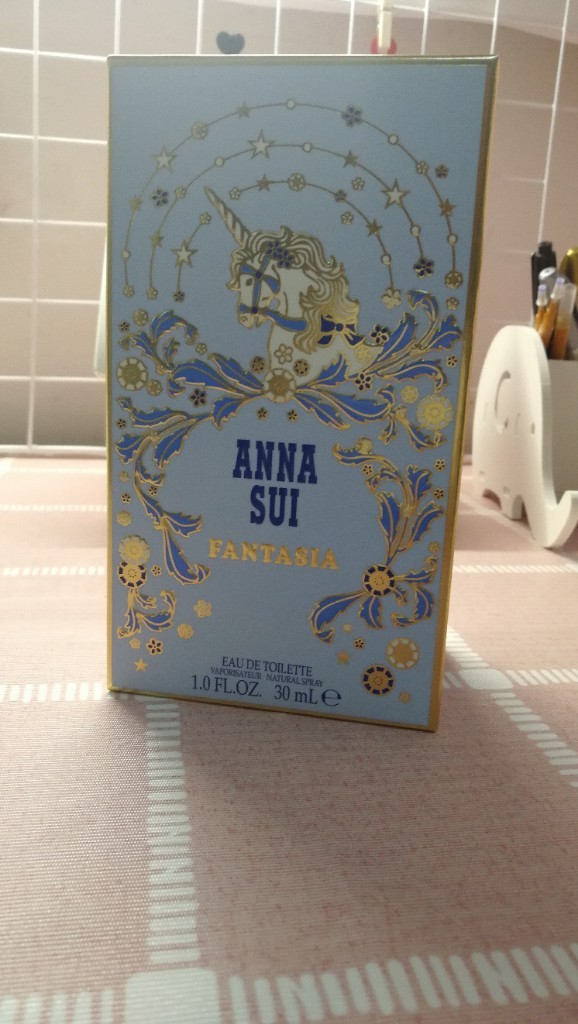 ANNA
SUI
FANTASIA
EAU DE TOILETTE
VAPORISATEUR NATURAL SPRAY
1.0 FL.OZ. 30 mL ℮